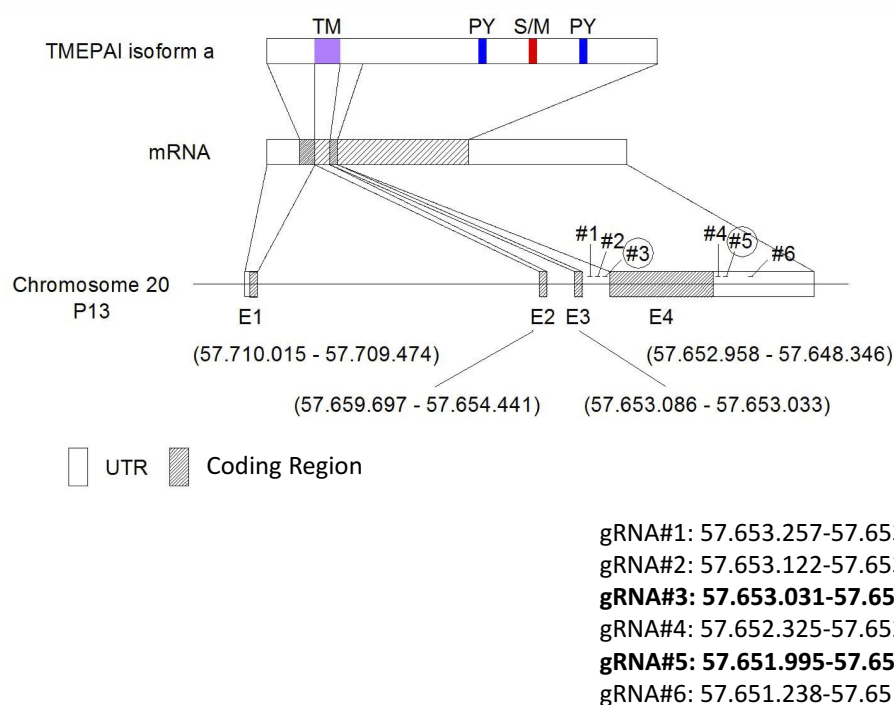 TM PY S/M PY
TMEPAI isoform a
mRNA
#1 #2 #3 #4 #5 #6
Chromosome 20
P13
E1 E2 E3 E4
(57.710.015 - 57.709.474) (57.652.958 - 57.648.346)
(57.659.697 - 57.654.441) (57.653.086 - 57.653.033)
UTR Coding Region
gRNA#1: 57.653.257-57.65
gRNA#2: 57.653.122-57.65
gRNA#3: 57.653.031-57.65
gRNA#4: 57.652.325-57.65
gRNA#5: 57.651.995-57.65
gRNA#6: 57.651.238-57.65